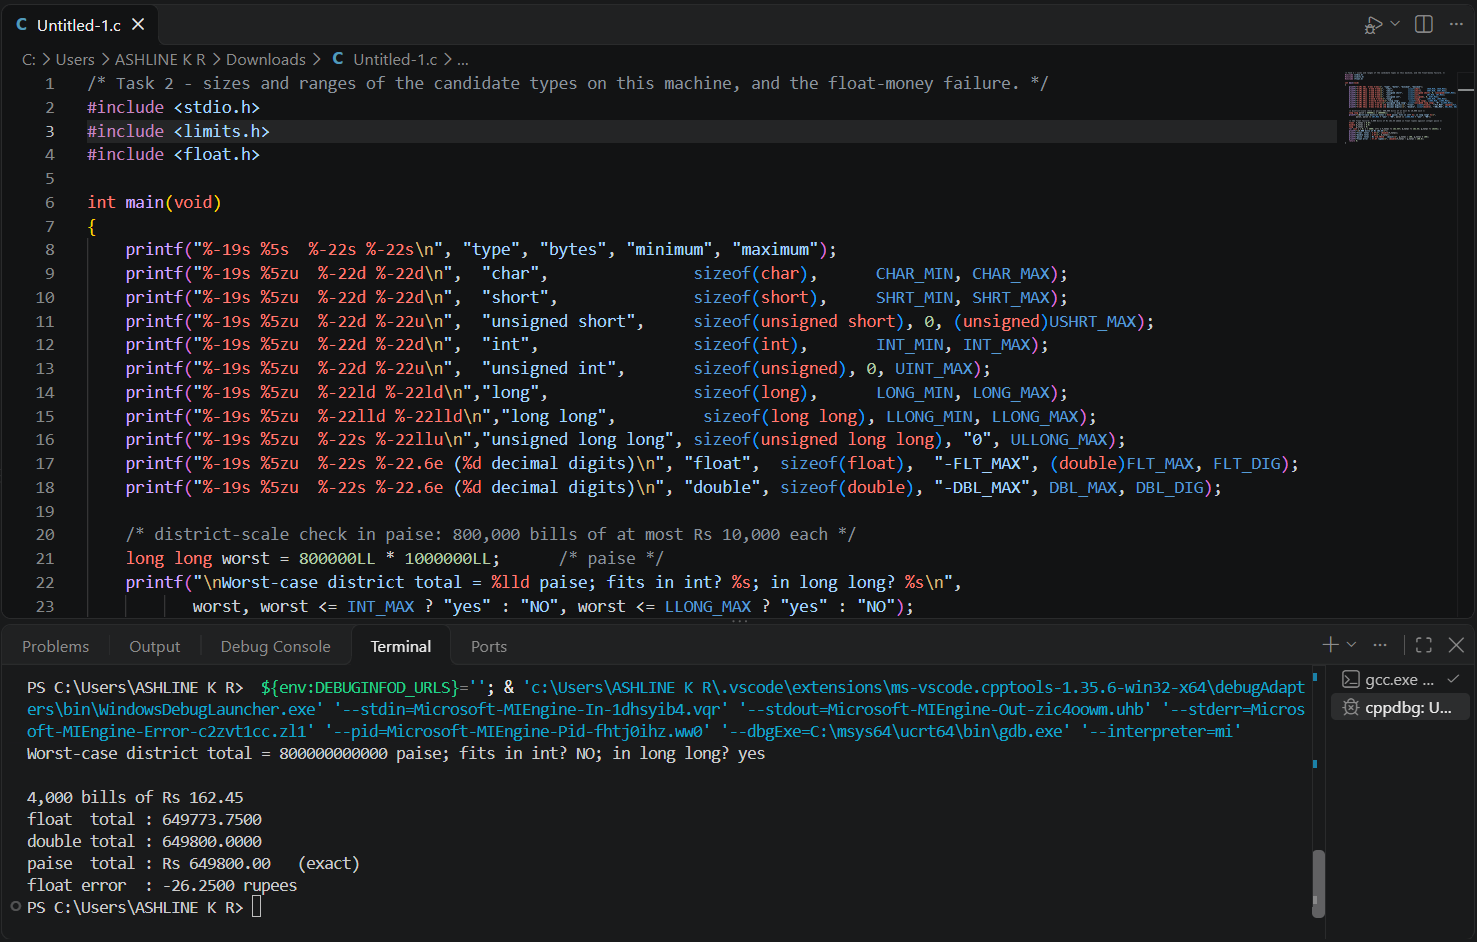 C Untitled-1.c
C: > Users > ASHLINE K R > Downloads > C Untitled-1.c > ...
1 /* Task 2 - sizes and ranges of the candidate types on this machine, and the float-money failure. */
2 #include <stdio.h>
3 #include <limits.h>
4 #include <float.h>
5
6 int main(void)
7 {
8 printf("%-19s %5s  %-22s %-22s\n", "type", "bytes", "minimum", "maximum");
9 printf("%-19s %5zu  %-22d %-22d\n",  "char",               sizeof(char),      CHAR_MIN, CHAR_MAX);
10 printf("%-19s %5zu  %-22d %-22d\n",  "short",              sizeof(short),     SHRT_MIN, SHRT_MAX);
11 printf("%-19s %5zu  %-22d %-22u\n",  "unsigned short",     sizeof(unsigned short), 0, (unsigned)USHRT_MAX);
12 printf("%-19s %5zu  %-22d %-22d\n",  "int",                sizeof(int),       INT_MIN, INT_MAX);
13 printf("%-19s %5zu  %-22d %-22u\n",  "unsigned int",       sizeof(unsigned), 0, UINT_MAX);
14 printf("%-19s %5zu  %-22ld %-22ld\n","long",               sizeof(long),      LONG_MIN, LONG_MAX);
15 printf("%-19s %5zu  %-22lld %-22lld\n","long long",         sizeof(long long), LLONG_MIN, LLONG_MAX);
16 printf("%-19s %5zu  %-22s %-22llu\n","unsigned long long", sizeof(unsigned long long), "0", ULLONG_MAX);
17 printf("%-19s %5zu  %-22s %-22.6e (%d decimal digits)\n", "float",  sizeof(float),  "-FLT_MAX", (double)FLT_MAX, FLT_DIG);
18 printf("%-19s %5zu  %-22s %-22.6e (%d decimal digits)\n", "double", sizeof(double), "-DBL_MAX", DBL_MAX, DBL_DIG);
19
20 /* district-scale check in paise: 800,000 bills of at most Rs 10,000 each */
21 long long worst = 800000LL * 1000000LL;      /* paise */
22 printf("\nWorst-case district total = %lld paise; fits in int? %s; in long long? %s\n",
23 worst, worst <= INT_MAX ? "yes" : "NO", worst <= LLONG_MAX ? "yes" : "NO");
Problems Output Debug Console Terminal Ports
PS C:\Users\ASHLINE K R>  ${env:DEBUGINFOD_URLS}=''; & 'c:\Users\ASHLINE K R\.vscode\extensions\ms-vscode.cpptools-1.35.6-win32-x64\debugAdapt
ers\bin\WindowsDebugLauncher.exe' '--stdin=Microsoft-MIEngine-In-1dhsyib4.vqr' '--stdout=Microsoft-MIEngine-Out-zic4oowm.uhb' '--stderr=Micros
oft-MIEngine-Error-c2zvt1cc.zl1' '--pid=Microsoft-MIEngine-Pid-fhtj0ihz.ww0' '--dbgExe=C:\msys64\ucrt64\bin\gdb.exe' '--interpreter=mi'
Worst-case district total = 800000000000 paise; fits in int? NO; in long long? yes
4,000 bills of Rs 162.45
float  total : 649773.7500
double total : 649800.0000
paise  total : Rs 649800.00   (exact)
float error  : -26.2500 rupees
PS C:\Users\ASHLINE K R>
gcc.exe ...
cppdbg: U...